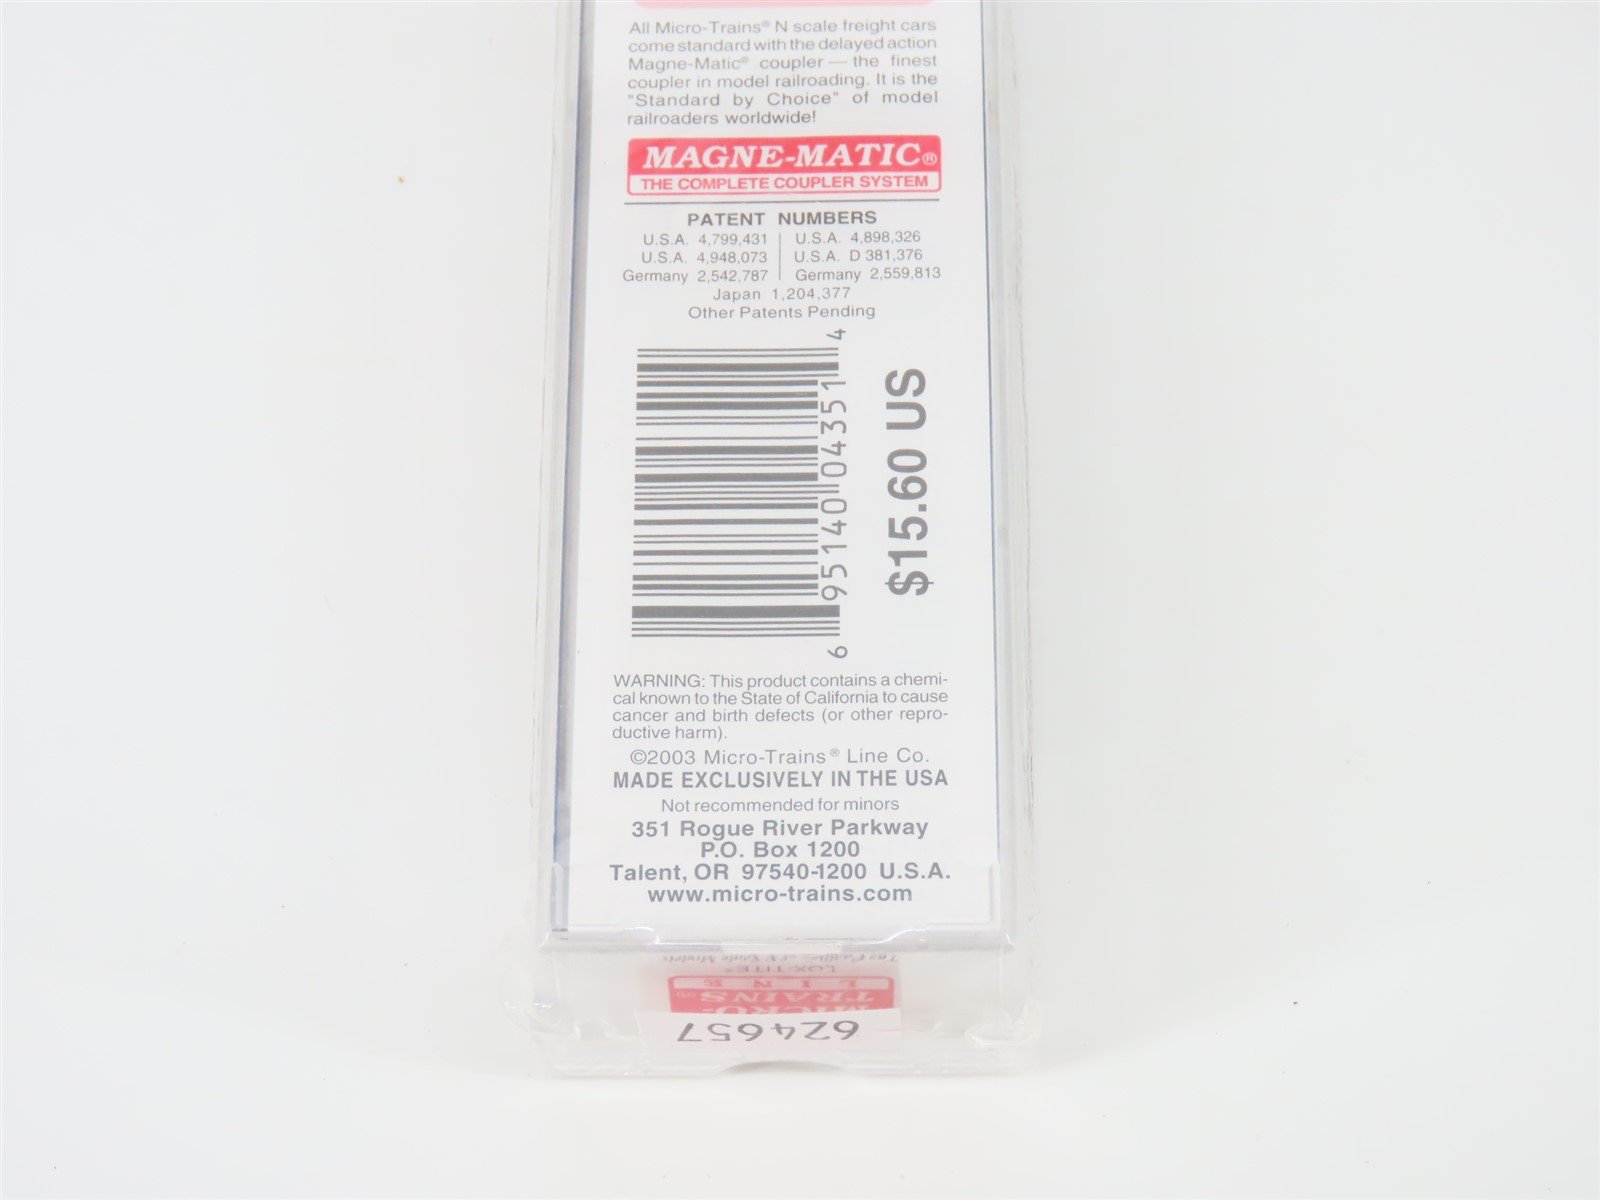 All Micro-Trains® N scale freight cars
come standard with the delayed action
Magne-Matic® coupler — the finest
coupler in model railroading. It is the
"Standard by Choice" of model
railroaders worldwide!
MAGNE-MATIC®
THE COMPLETE COUPLER SYSTEM
PATENT NUMBERS
U.S.A. 4,799,431 | U.S.A. 4,898,326
U.S.A. 4,948,073 | U.S.A. D 381,376
Germany 2,542,787 | Germany 2,559,813
Japan 1,204,377
Other Patents Pending
6 95140 04351 4
$15.60 US
WARNING: This product contains a chemi-
cal known to the State of California to cause
cancer and birth defects (or other repro-
ductive harm).
©2003 Micro-Trains® Line Co.
MADE EXCLUSIVELY IN THE USA
Not recommended for minors
351 Rogue River Parkway
P.O. Box 1200
Talent, OR 97540-1200 U.S.A.
www.micro-trains.com
LOX-TITE®
LINE
TRAINS®
MICRO-
624657